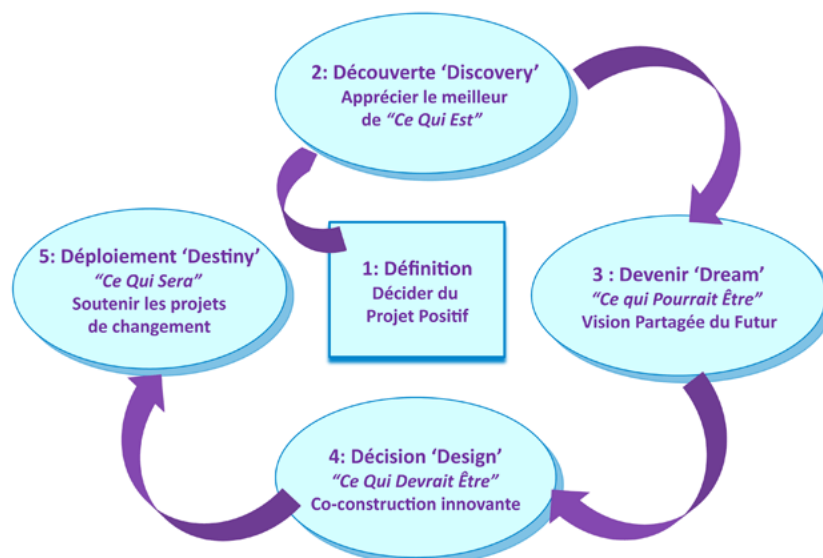 2: Découverte ‘Discovery’
Apprécier le meilleur
de “Ce Qui Est”
5: Déploiement ‘Destiny’
“Ce Qui Sera”
Soutenir les projets
de changement
1: Définition
Décider du
Projet Positif
3 : Devenir ‘Dream’
“Ce qui Pourrait Être”
Vision Partagée du Futur
4: Décision ‘Design’
“Ce Qui Devrait Être”
Co-construction innovante